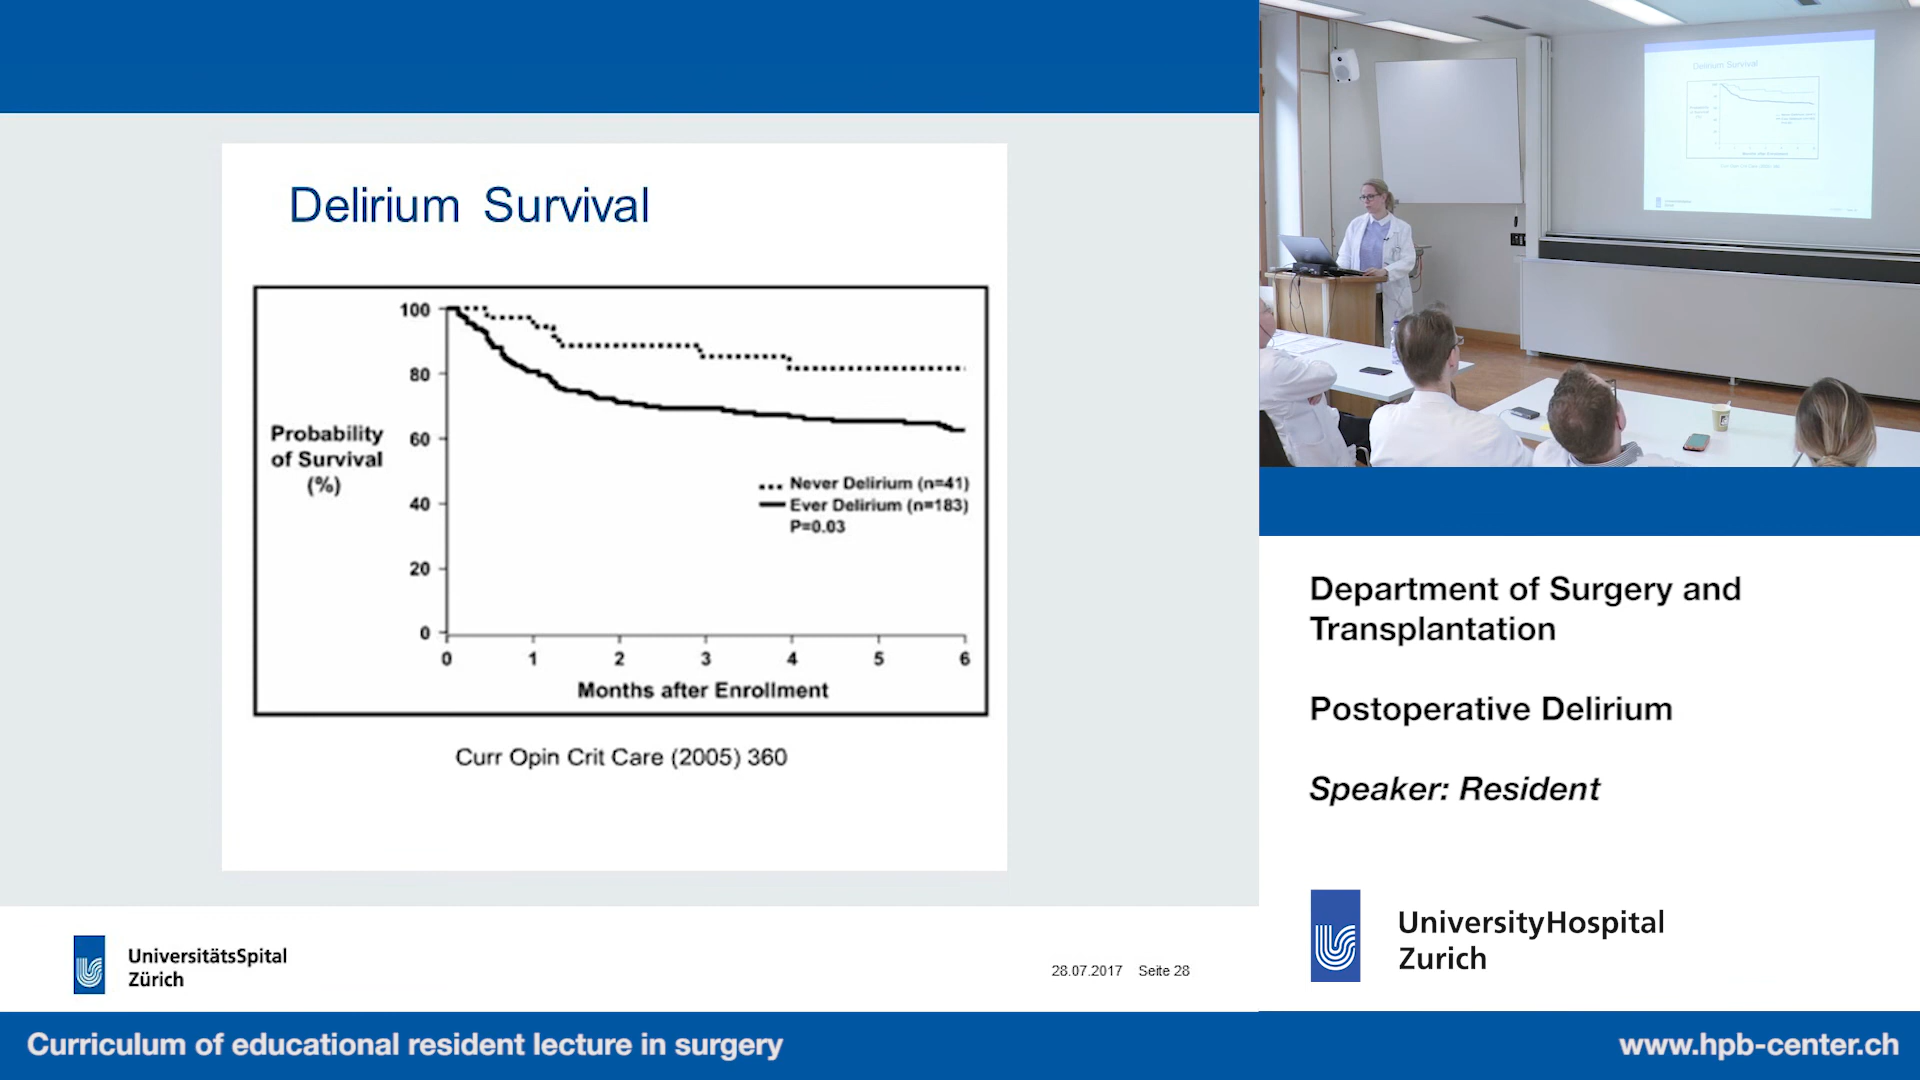 Delirium Survival
100
80
60
40
20
0
Probability
of Survival
(%)
Never Delirium (n=41)
Ever Delirium (n=183)
P=0.03
0 1 2 3 4 5 6
Months after Enrollment
Curr Opin Crit Care (2005) 360
UniversitätsSpital
Zürich
28.07.2017 Seite 28
Delirium Survival
Department of Surgery and
Transplantation
Postoperative Delirium
Speaker: Resident
UniversityHospital
Zurich
Curriculum of educational resident lecture in surgery
www.hpb-center.ch